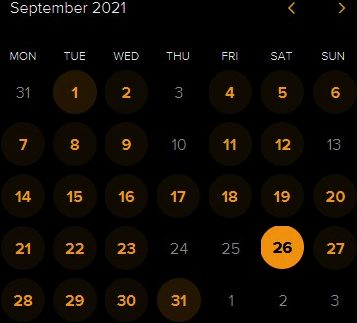 September 2021
MON TUE WED THU FRI SAT SUN
31 1 2 3 4 5 6
7 8 9 10 11 12 13
14 15 16 17 18 19 20
21 22 23 24 25 26 27
28 29 30 31 1 2 3